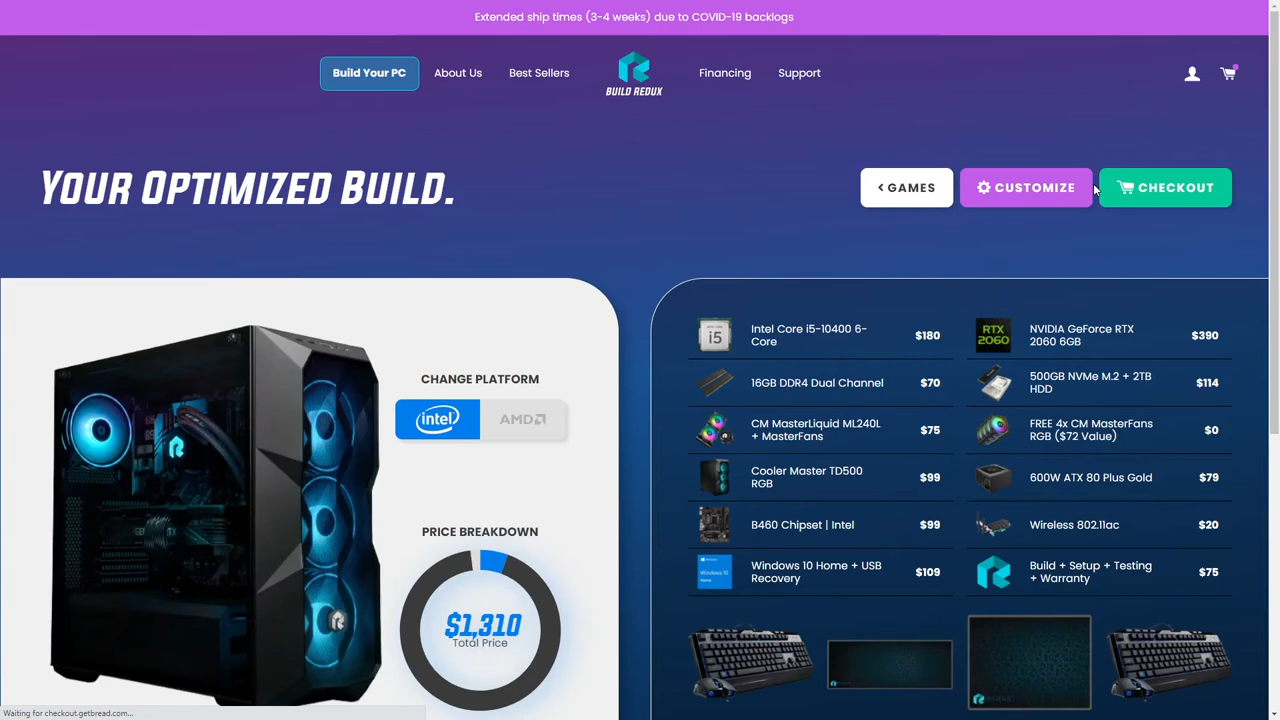 Extended ship times (3-4 weeks) due to COVID-19 backlogs
Build Your PC
About Us
Best Sellers
BUILD REDUX
Financing
Support
YOUR OPTIMIZED BUILD.
< GAMES
CUSTOMIZE
CHECKOUT
CHANGE PLATFORM
intel
AMD
PRICE BREAKDOWN
$1,310
Total Price
i5
Intel Core i5-10400 6-
Core
$180
RTX
2060
NVIDIA GeForce RTX
2060 6GB
$390
16GB DDR4 Dual Channel
$70
500GB NVMe M.2 + 2TB
HDD
$114
CM MasterLiquid ML240L
+ MasterFans
$75
FREE 4x CM MasterFans
RGB ($72 Value)
$0
Cooler Master TD500
RGB
$99
600W ATX 80 Plus Gold
$79
B460 Chipset | Intel
$99
Wireless 802.11ac
$20
Windows 10 Home + USB
Recovery
$109
Build + Setup + Testing
+ Warranty
$75
Waiting for checkout.getbread.com...